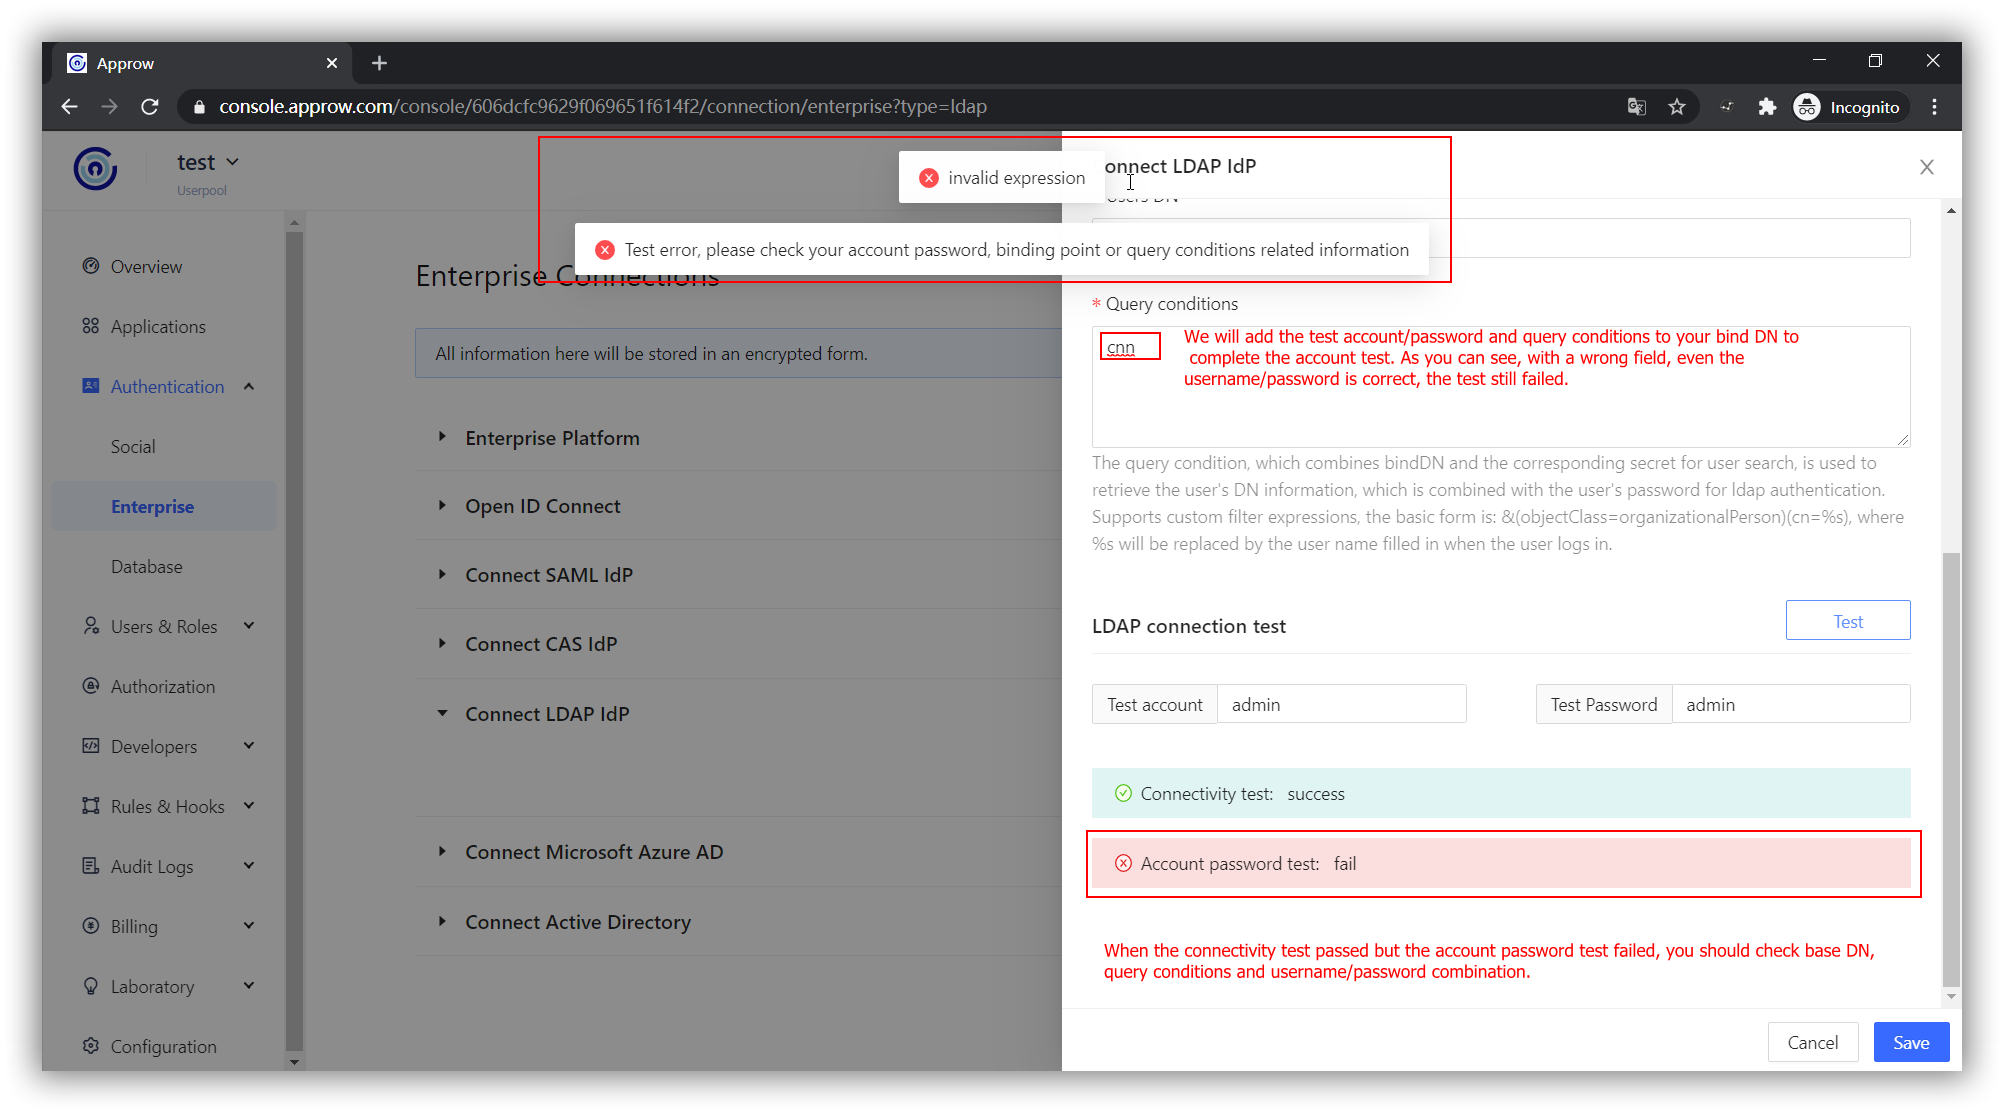 Approw
console.approw.com/console/606dcfc9629f069651f614f2/connection/enterprise?type=ldap
Incognito
test
Userpool
Overview
Applications
Authentication
Social
Enterprise
Database
Users & Roles
Authorization
Developers
Rules & Hooks
Audit Logs
Billing
Laboratory
Configuration
Enterprise Connections
All information here will be stored in an encrypted form.
Enterprise Platform
Open ID Connect
Connect SAML IdP
Connect CAS IdP
Connect LDAP IdP
Connect Microsoft Azure AD
Connect Active Directory
invalid expression
onnect LDAP IdP
Users DN
Test error, please check your account password, binding point or query conditions related information
* Query conditions
cnn
We will add the test account/password and query conditions to your bind DN to
complete the account test. As you can see, with a wrong field, even the
username/password is correct, the test still failed.
The query condition, which combines bindDN and the corresponding secret for user search, is used to
retrieve the user's DN information, which is combined with the user's password for ldap authentication.
Supports custom filter expressions, the basic form is: &(objectClass=organizationalPerson)(cn=%s), where
%s will be replaced by the user name filled in when the user logs in.
LDAP connection test
Test
Test account admin
Test Password admin
Connectivity test: success
Account password test: fail
When the connectivity test passed but the account password test failed, you should check base DN,
query conditions and username/password combination.
Cancel
Save